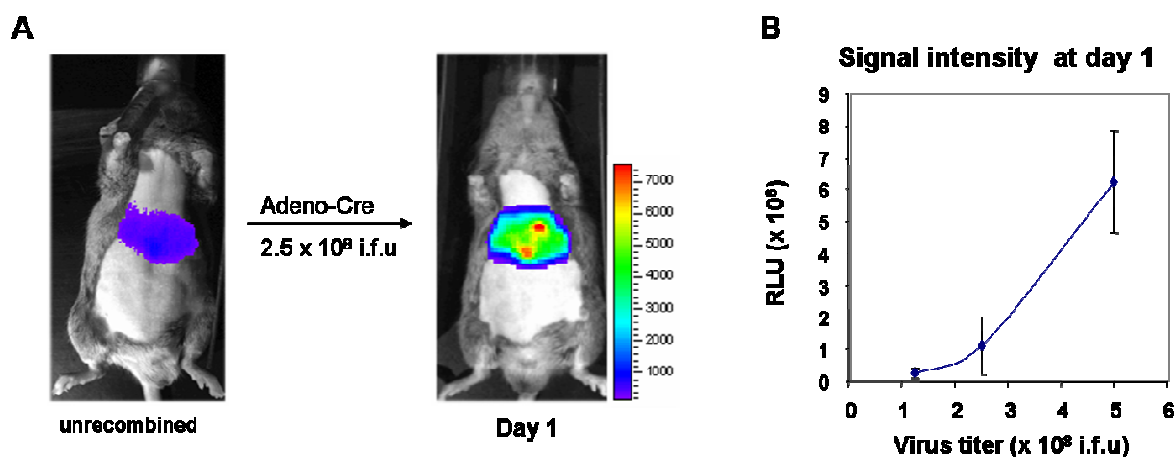 A
Adeno-Cre
2.5 x 10⁸ i.f.u
unrecombined
Day 1
7000
6000
5000
4000
3000
2000
1000
B
Signal intensity at day 1
RLU (x 10⁶)
9
8
7
6
5
4
3
2
1
0
0 1 2 3 4 5 6
Virus titer (x 10⁸ i.f.u)